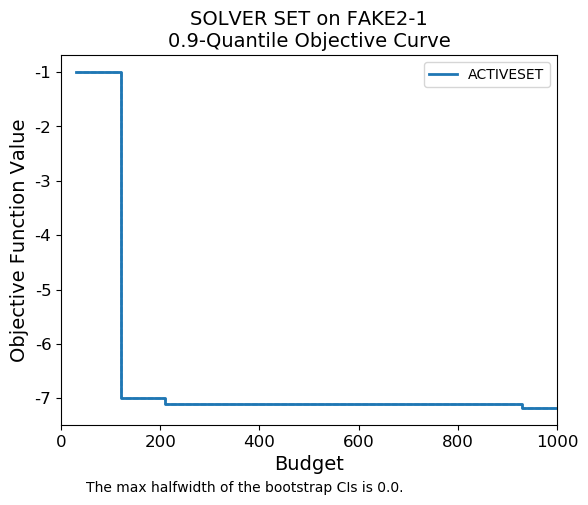 SOLVER SET on FAKE2-1
0.9-Quantile Objective Curve
ACTIVESET
Objective Function Value
-1
-2
-3
-4
-5
-6
-7
0 200 400 600 800 1000
Budget
The max halfwidth of the bootstrap CIs is 0.0.